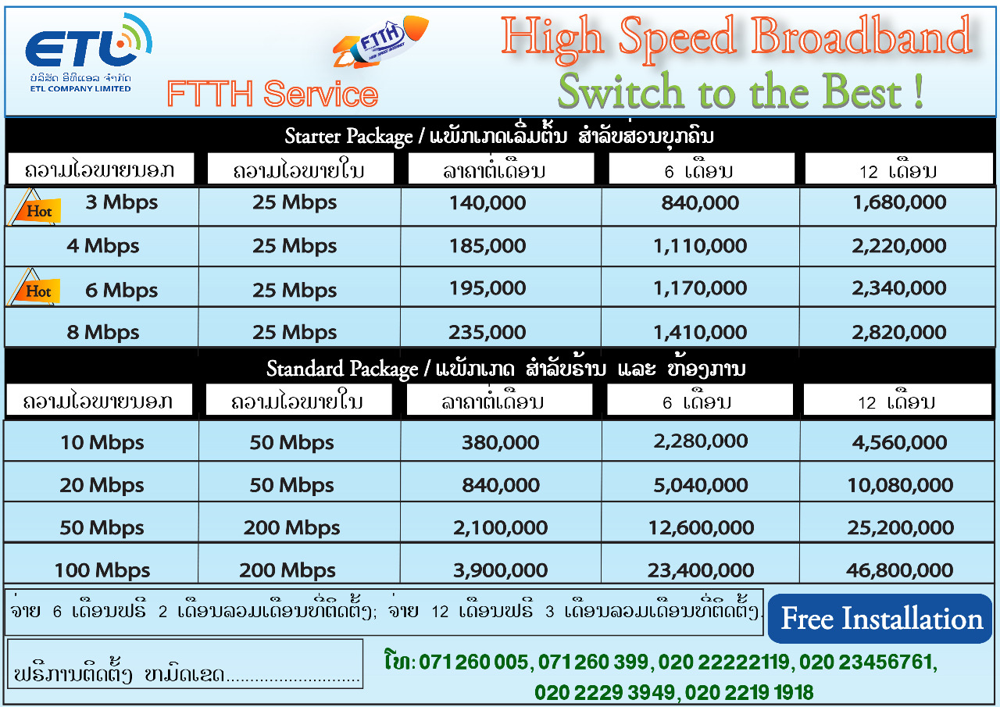 ETL
ບໍລິສັດ ອີທີແອລ ຈຳກັດ
ETL COMPANY LIMITED
FTTH
HIGH SPEED INTERNET
FTTH Service
High Speed Broadband
Switch to the Best !
Starter Package / ແພັກເກດເລີ່ມຕົ້ນ ສຳລັບສ່ວນບຸກຄົນ
ຄວາມໄວພາຍນອກ ຄວາມໄວພາຍໃນ ລາຄາຕໍ່ເດືອນ 6 ເດືອນ 12 ເດືອນ
Hot 3 Mbps 25 Mbps 140,000 840,000 1,680,000
4 Mbps 25 Mbps 185,000 1,110,000 2,220,000
Hot 6 Mbps 25 Mbps 195,000 1,170,000 2,340,000
8 Mbps 25 Mbps 235,000 1,410,000 2,820,000
Standard Package / ແພັກເກດ ສຳລັບຮ້ານ ແລະ ຫ້ອງການ
ຄວາມໄວພາຍນອກ ຄວາມໄວພາຍໃນ ລາຄາຕໍ່ເດືອນ 6 ເດືອນ 12 ເດືອນ
10 Mbps 50 Mbps 380,000 2,280,000 4,560,000
20 Mbps 50 Mbps 840,000 5,040,000 10,080,000
50 Mbps 200 Mbps 2,100,000 12,600,000 25,200,000
100 Mbps 200 Mbps 3,900,000 23,400,000 46,800,000
ຈ່າຍ 6 ເດືອນຟຣີ 2 ເດືອນລວມເດືອນທີ່ຕິດຕັ້ງ; ຈ່າຍ 12 ເດືອນຟຣີ 3 ເດືອນລວມເດືອນທີ່ຕິດຕັ້ງ.
Free Installation
ຟຣີການຕິດຕັ້ງ ຫມົດເຂດ............................
ໂທ: 071 260 005, 071 260 399, 020 22222119, 020 23456761,
020 2229 3949, 020 2219 1918